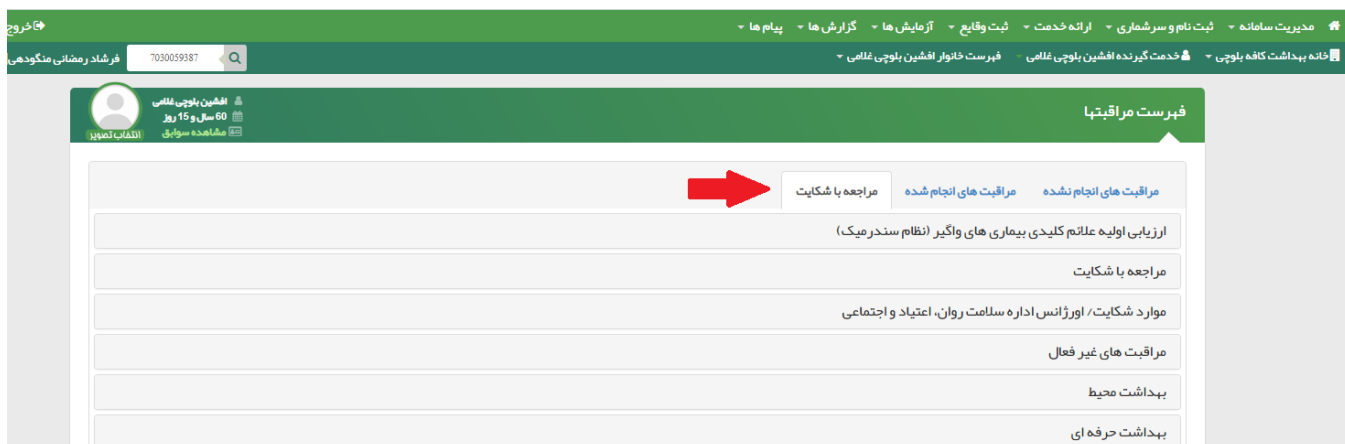 مدیریت سامانه ثبت نام و سرشماری ارائه خدمت ثبت وقایع آزمایش ها گزارش ها پیام ها خروج
خانه بهداشت کافه بلوچی خدمت گیرنده افشین بلوچی غلامی فهرست خانوار افشین بلوچی غلامی 7030059387 فرشاد رمضانی منگودهی
فهرست مراقبتها
افشین بلوچی غلامی
60 سال و 15 روز
مشاهده سوابق
انتخاب تصویر
مراقبت های انجام نشده مراقبت های انجام شده مراجعه با شکایت
ارزیابی اولیه علائم کلیدی بیماری های واگیر (نظام سندرمیک)
مراجعه با شکایت
موارد شکایت/ اورژانس اداره سلامت روان، اعتیاد و اجتماعی
مراقبت های غیر فعال
بهداشت محیط
بهداشت حرفه ای